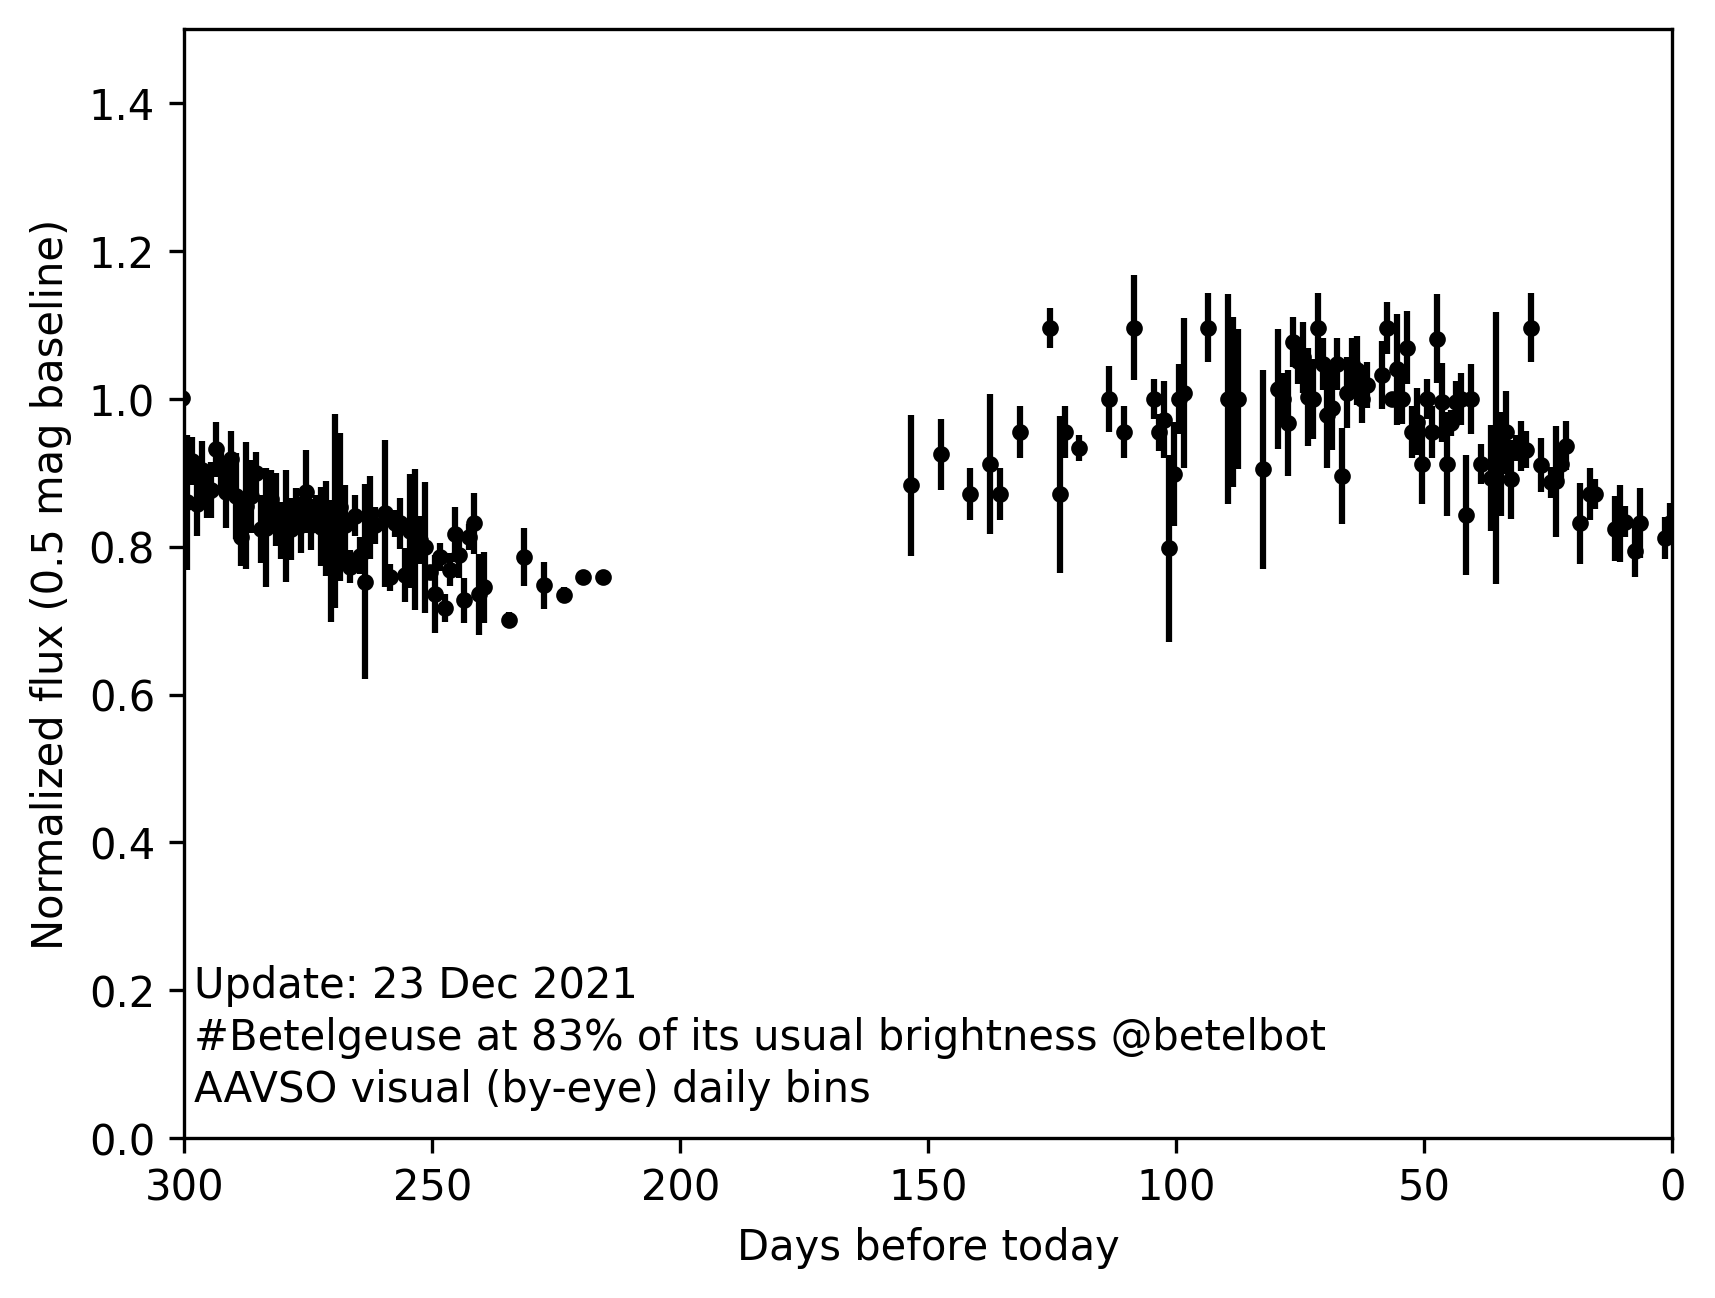 1.4
1.2
1.0
0.8
0.6
0.4
0.2
0.0
Normalized flux (0.5 mag baseline)
Update: 23 Dec 2021
#Betelgeuse at 83% of its usual brightness @betelbot
AAVSO visual (by-eye) daily bins
300 250 200 150 100 50 0
Days before today